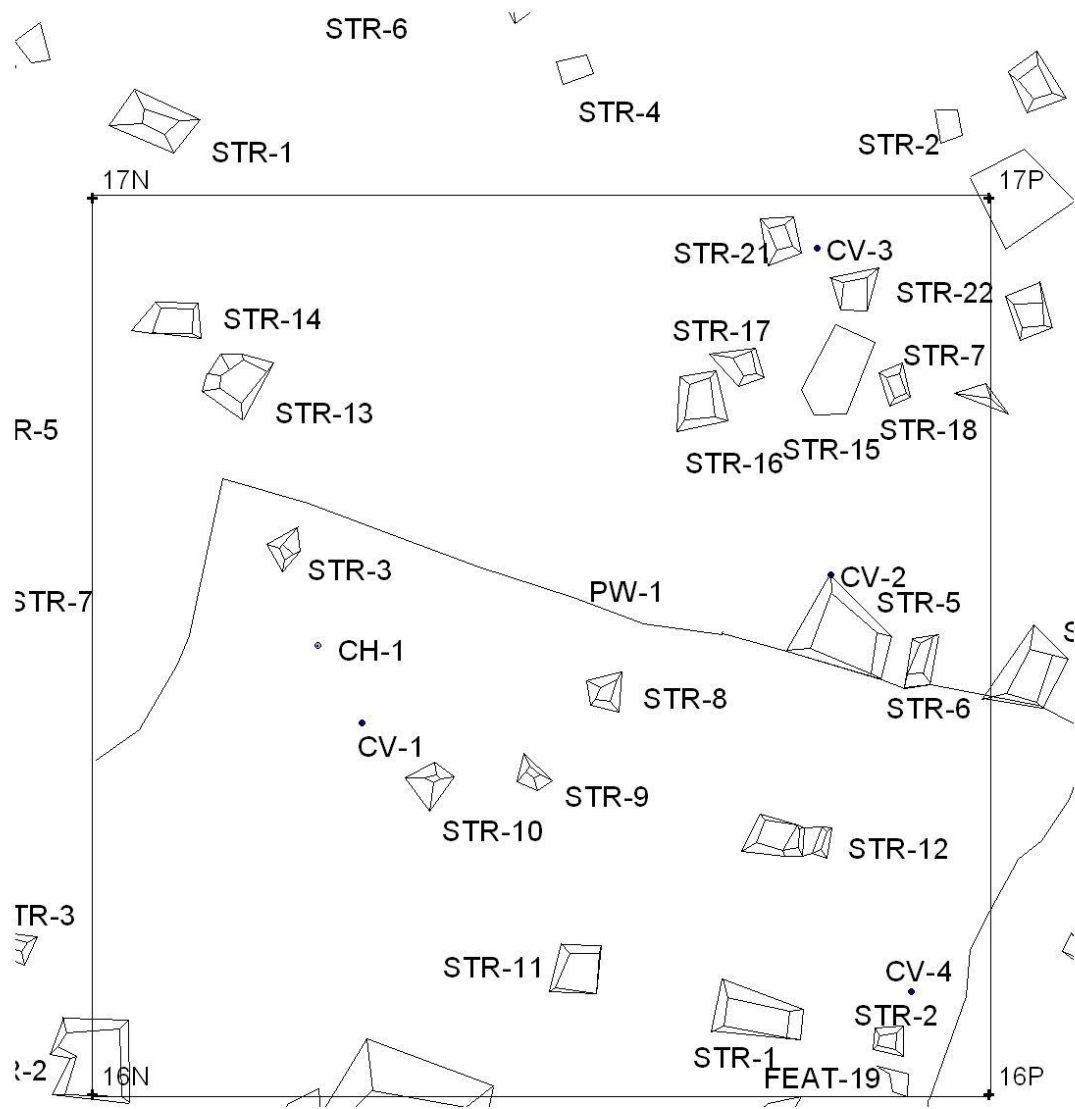 STR-6
STR-4
STR-2
STR-1
17N
17P
STR-21
CV-3
STR-22
STR-14
STR-17
STR-7
STR-13
R-5
STR-18
STR-15
STR-16
STR-3
CV-2
PW-1
STR-5
STR-7
S
CH-1
STR-8
STR-6
CV-1
STR-9
STR-10
STR-12
TR-3
STR-11
CV-4
STR-2
STR-1
R-2
16N
FEAT-19
16P